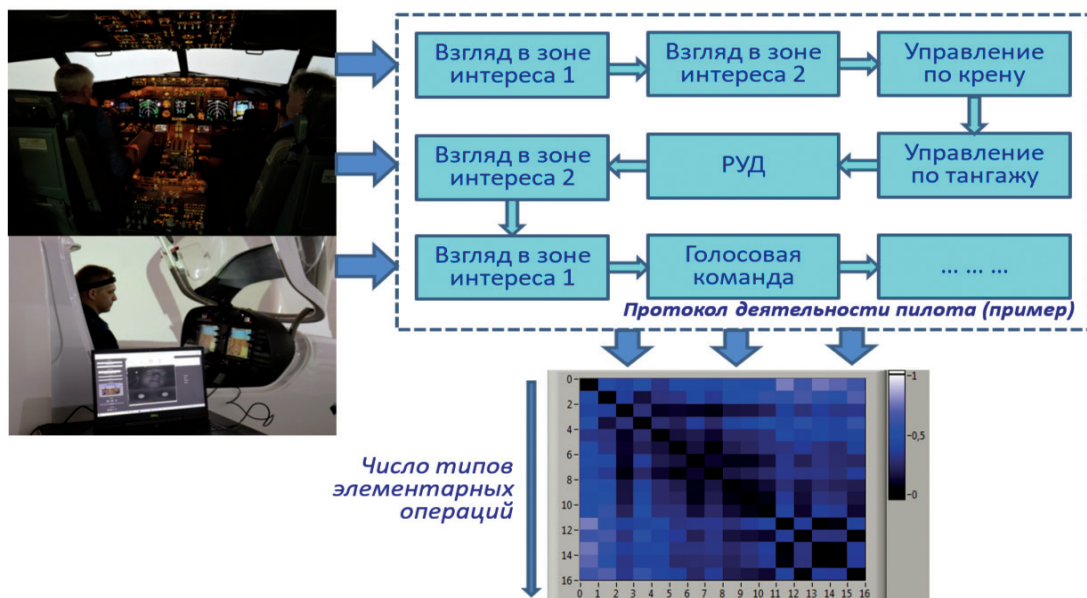 Взгляд в зоне
интереса 1
Взгляд в зоне
интереса 2
Управление
по крену
Взгляд в зоне
интереса 2
РУД
Управление
по тангажу
Взгляд в зоне
интереса 1
Голосовая
команда
... ... ...
Протокол деятельности пилота (пример)
Число типов
элементарных
операций
0
2
4
6
8
10
12
14
16
0 1 2 3 4 5 6 7 8 9 10 11 12 13 14 15 16
1
0,5
0